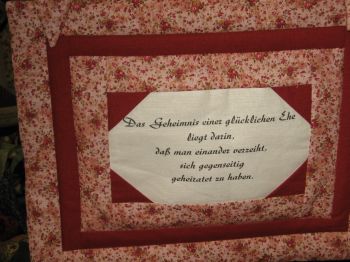 Das Geheimnis einer glücklichen Ehe
liegt darin,
daß man einander verzeiht,
sich gegenseitig
geheiratet zu haben.